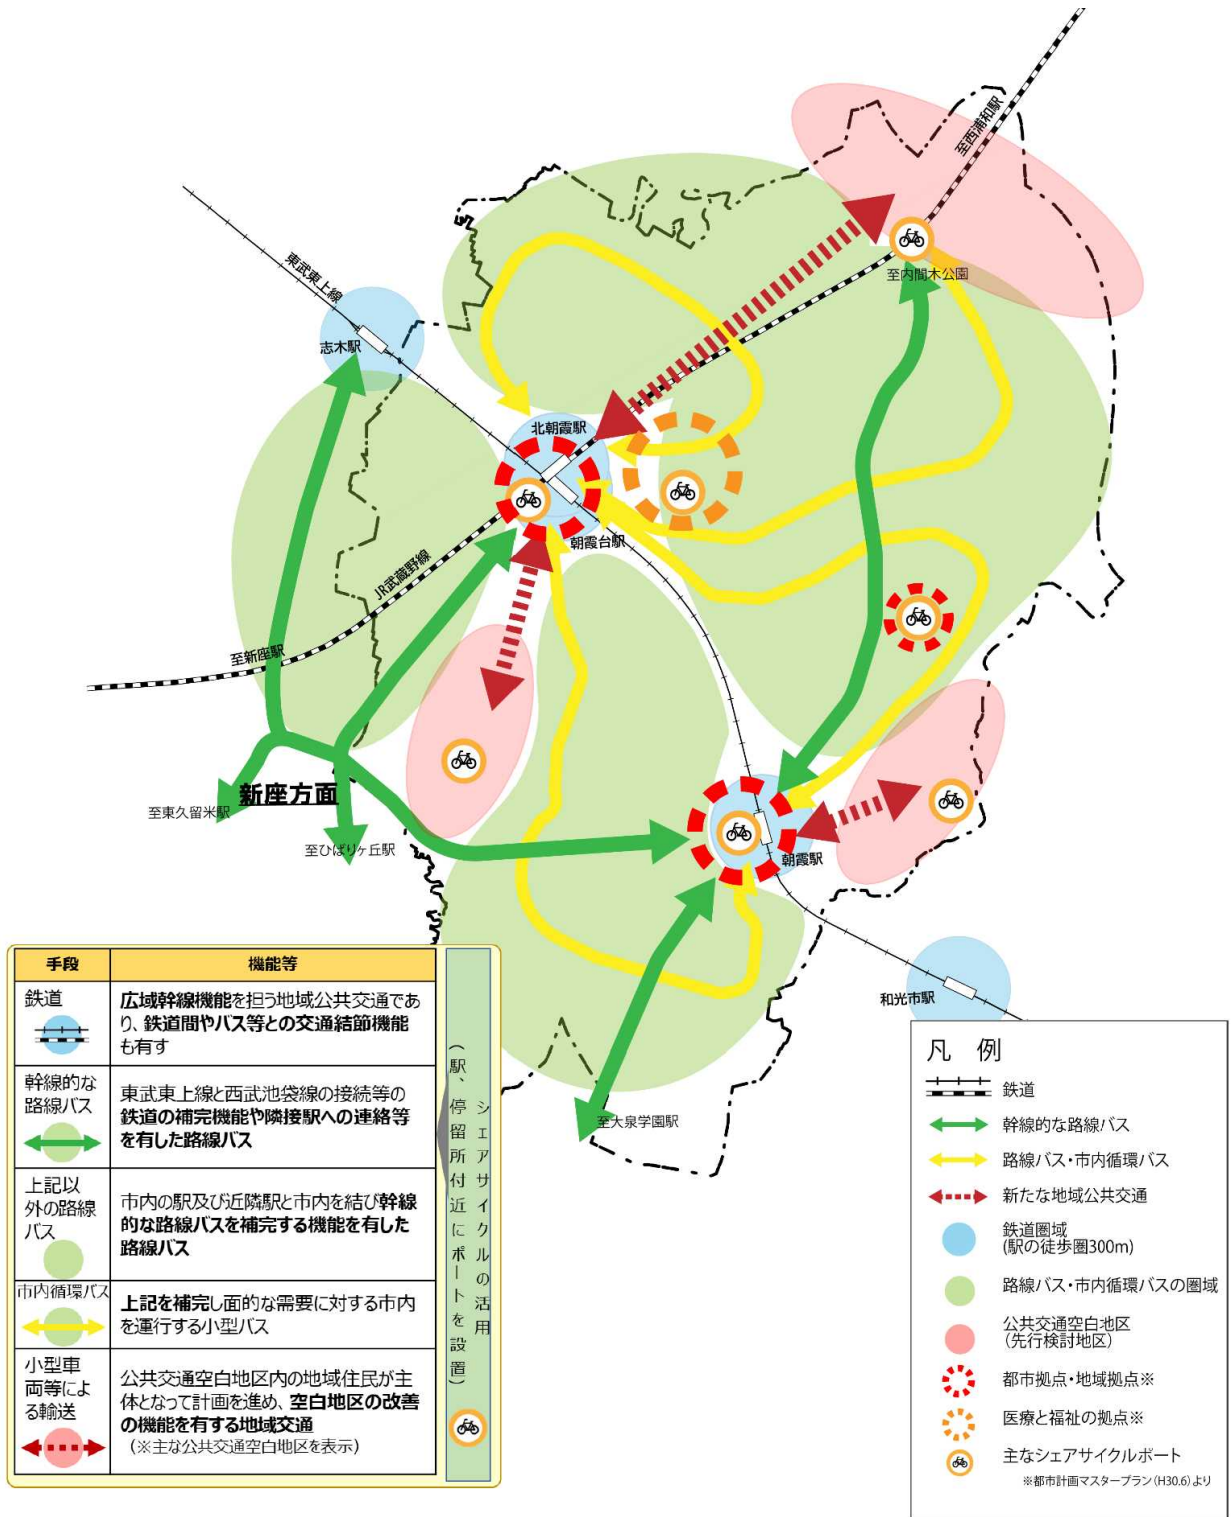 至西浦和駅
東武東上線
志木駅
至内間木公園
北朝霞駅
朝霞台駅
JR武蔵野線
至新座駅
新座方面
至東久留米駅
至ひばりヶ丘駅
朝霞駅
和光市駅
至大泉学園駅
手段
機能等
鉄道
広域幹線機能を担う地域公共交通であ
り、鉄道間やバス等との交通結節機能
も有す
幹線的な
路線バス
東武東上線と西武池袋線の接続等の
鉄道の補完機能や隣接駅への連絡等
を有した路線バス
上記以
外の路線
バス
市内の駅及び近隣駅と市内を結び幹線
的な路線バスを補完する機能を有した
路線バス
市内循環バス
上記を補完し面的な需要に対する市内
を運行する小型バス
小型車
両等によ
る輸送
公共交通空白地区内の地域住民が主
体となって計画を進め、空白地区の改善
の機能を有する地域交通
(※主な公共交通空白地区を表示)
シェアサイクルの活用
(駅、停留所付近にポートを設置)
凡 例
鉄道
幹線的な路線バス
路線バス・市内循環バス
新たな地域公共交通
鉄道圏域
(駅の徒歩圏300m)
路線バス・市内循環バスの圏域
公共交通空白地区
(先行検討地区)
都市拠点・地域拠点※
医療と福祉の拠点※
主なシェアサイクルポート
※都市計画マスタープラン(H30.6)より